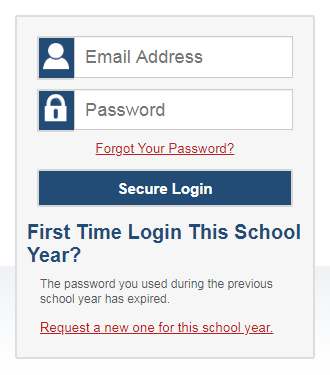 Email Address
Password
Forgot Your Password?
Secure Login
First Time Login This School
Year?
The password you used during the previous
school year has expired.
Request a new one for this school year.